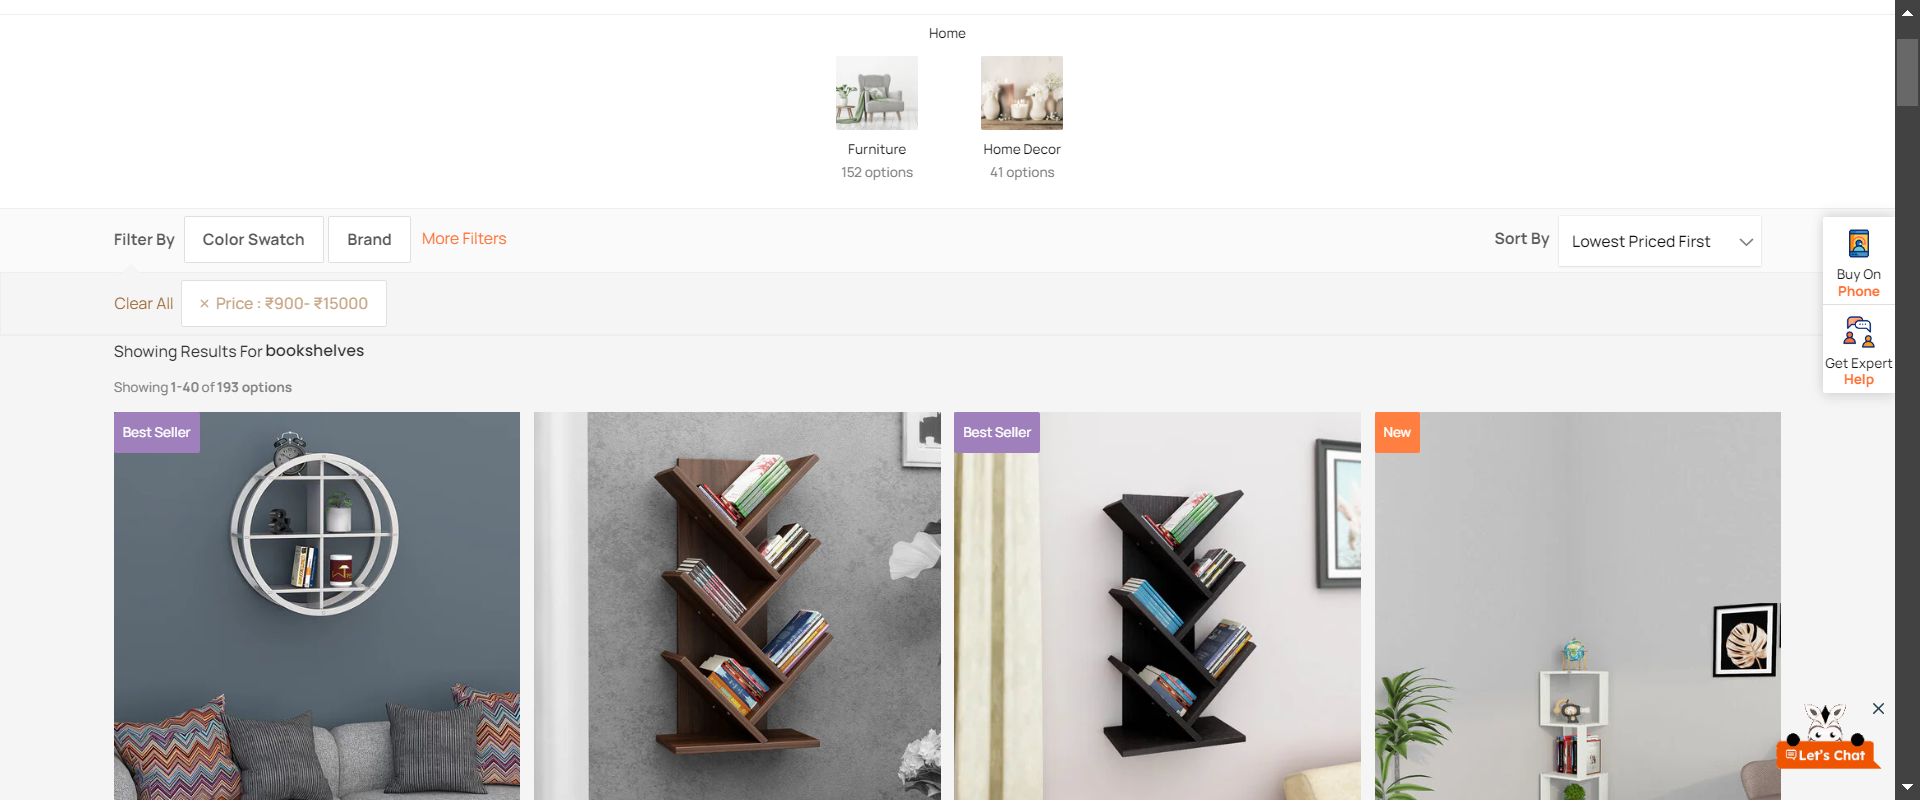 Home
Furniture
152 options
Home Decor
41 options
Filter By
Color Swatch
Brand
More Filters
Sort By
Lowest Priced First
Clear All
× Price : ₹900- ₹15000
Showing Results For bookshelves
Showing 1-40 of 193 options
Best Seller
Best Seller
New
Buy On
Phone
Get Expert
Help
Let's Chat